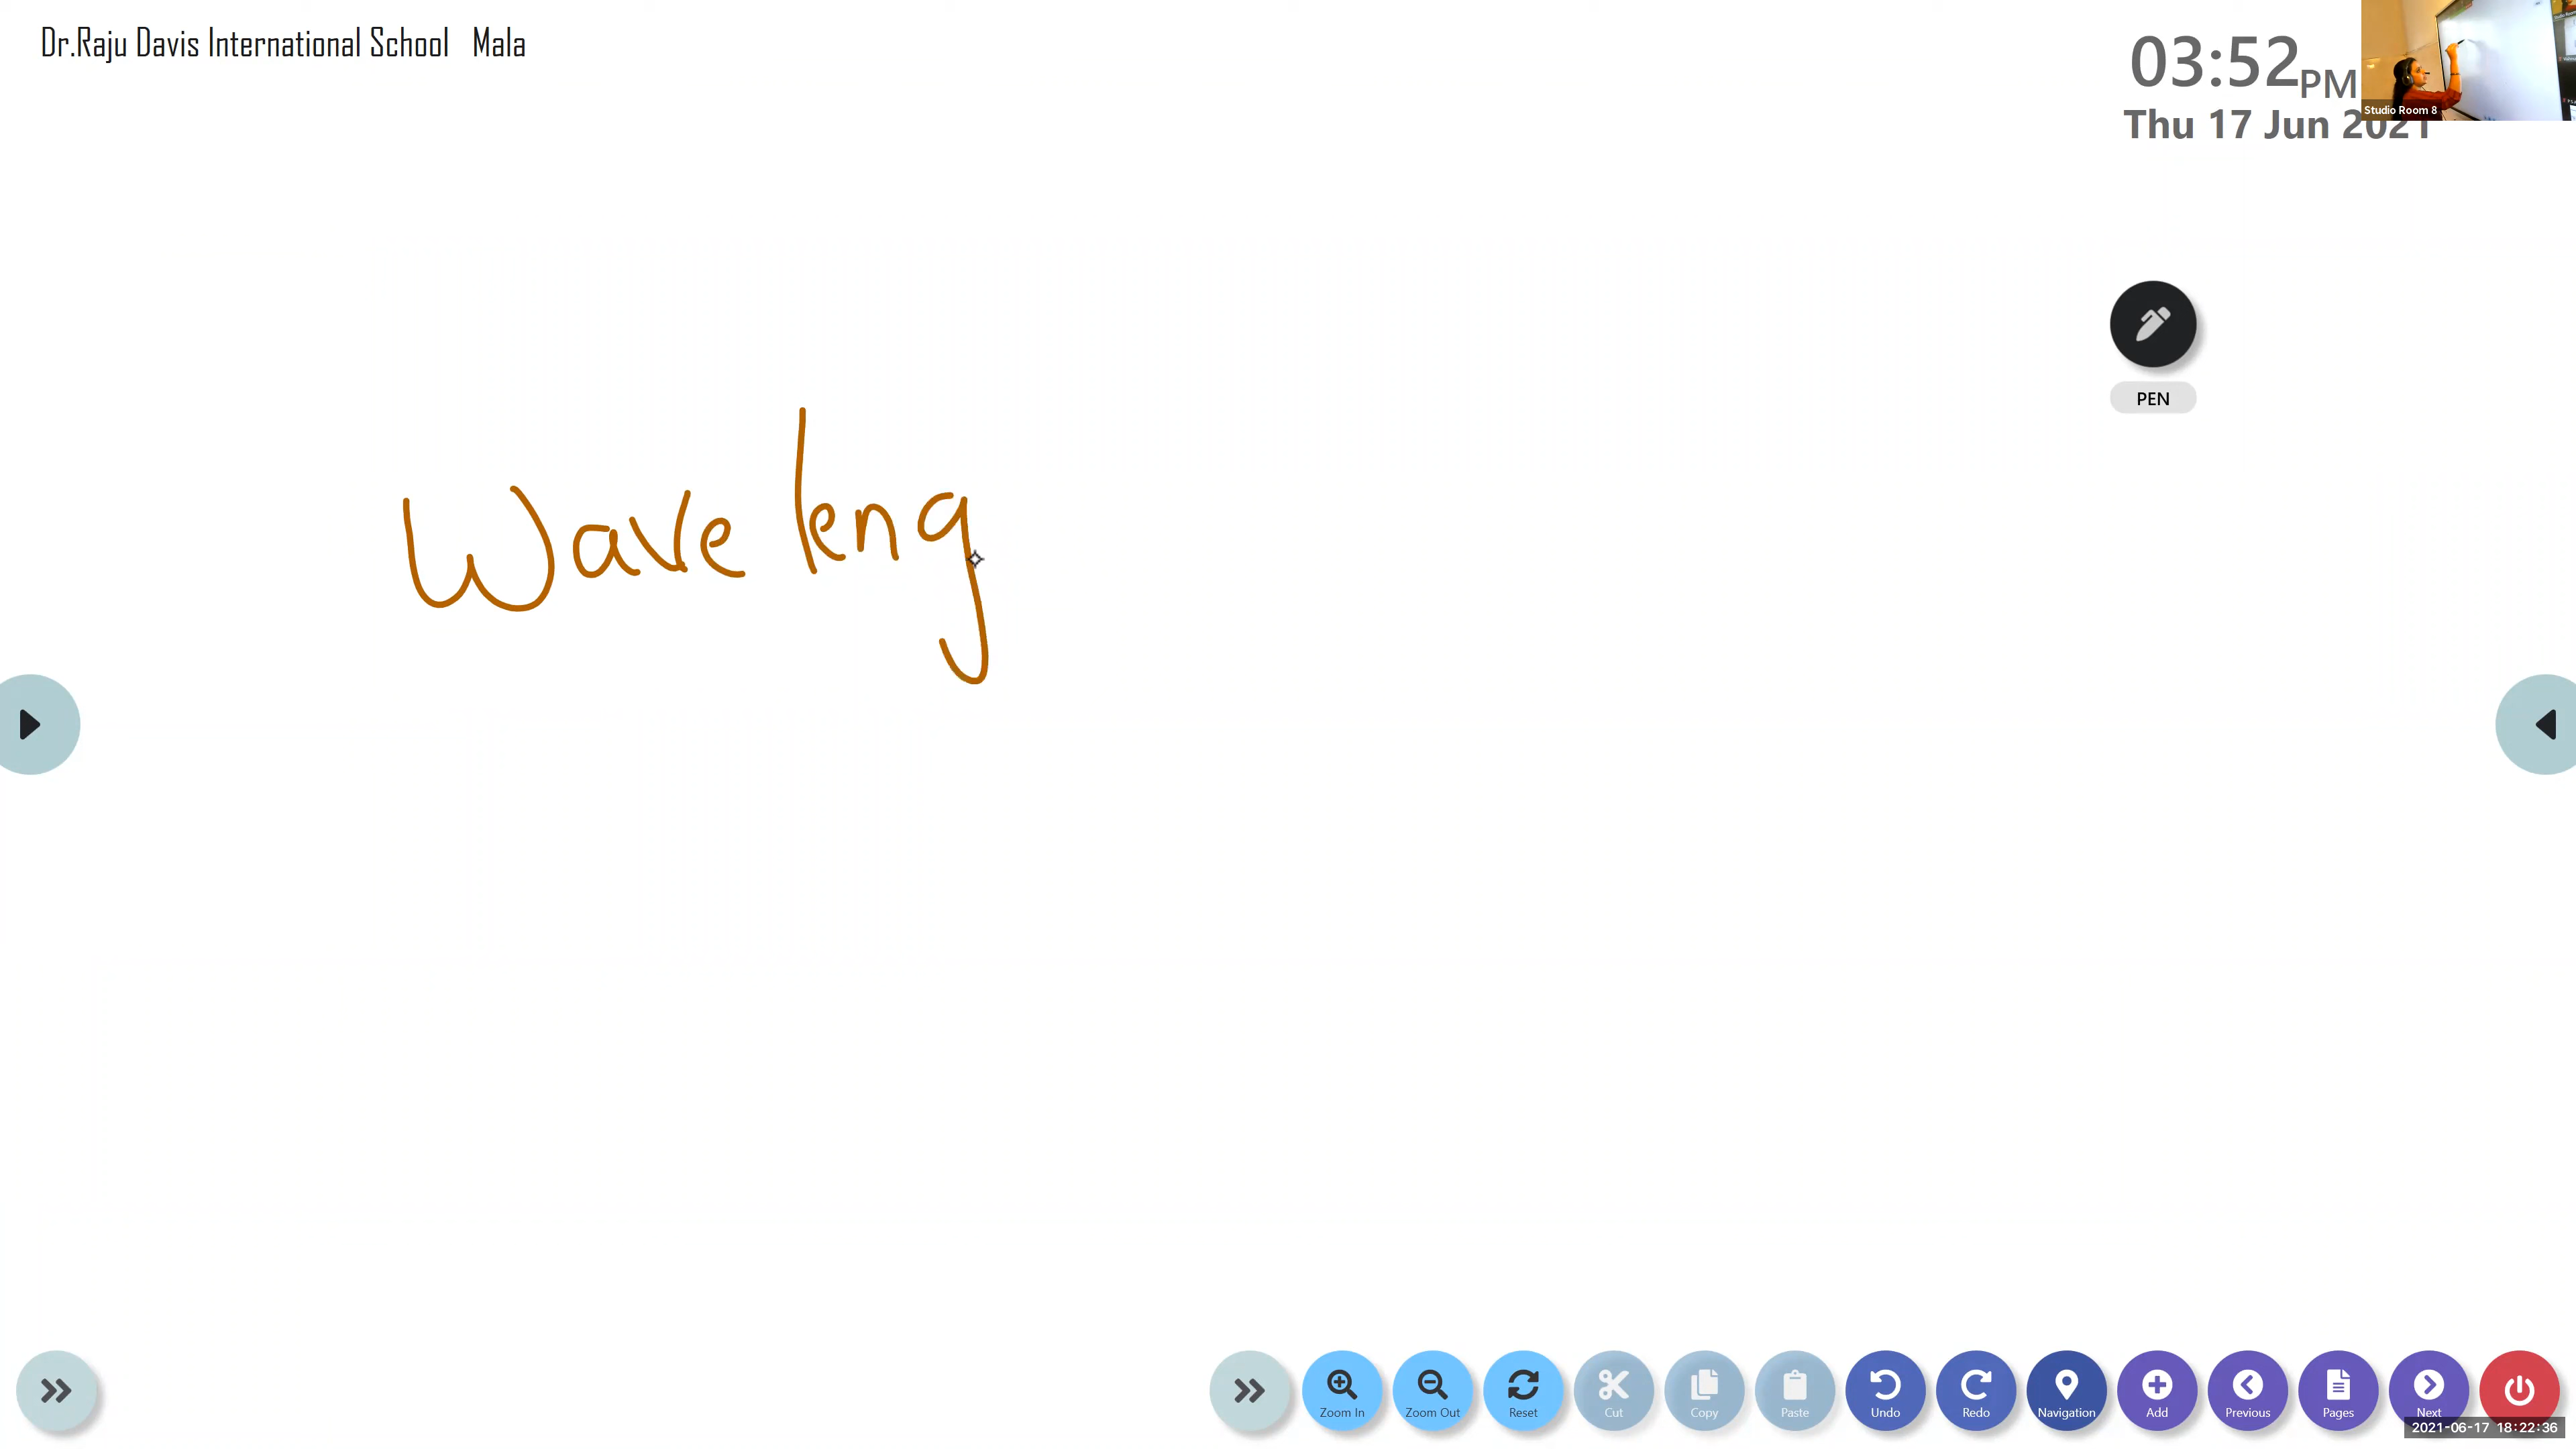 Dr.Raju Davis International School Mala
03:52PM
Thu 17 Jun 2021
Studio Room 8
PEN
Wave leng
Zoom In
Zoom Out
Reset
Cut
Copy
Paste
Undo
Redo
Navigation
Add
Previous
Pages
Next
2021-06-17 18:22:36